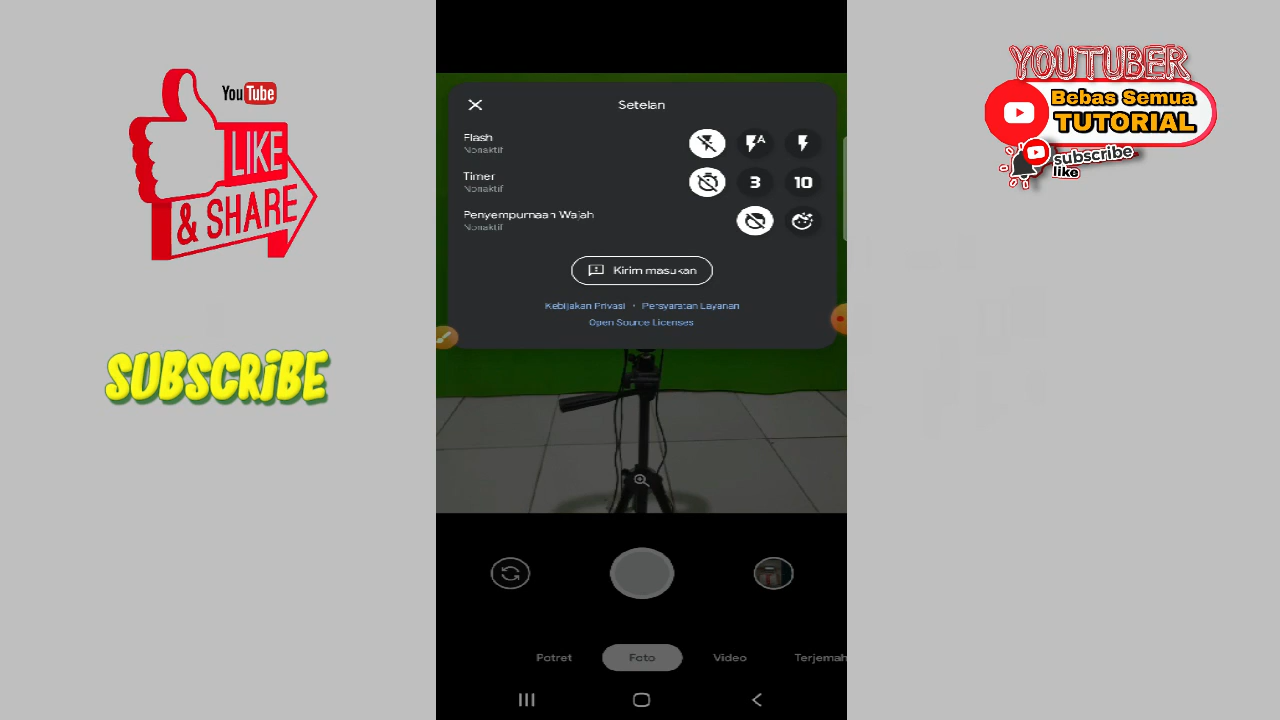 YouTube
LIKE
& SHARE
SUBSCRiBE
Setelan
Flash
Nonaktif
A
Timer
Nonaktif
3
10
Penyempurnaan Wajah
Nonaktif
Kirim masukan
Kebijakan Privasi • Persyaratan Layanan
Open Source Licenses
Potret
Foto
Video
Terjemah
YOUTUBER
Bebas Semua
TUTORIAL
subscribe
like